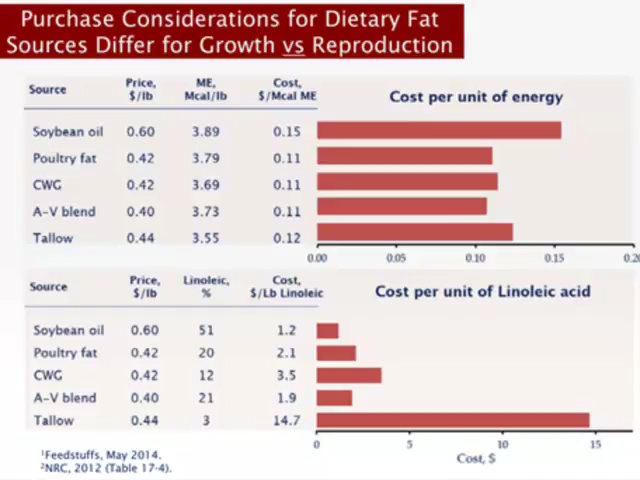 Purchase Considerations for Dietary Fat
Sources Differ for Growth vs Reproduction
Source Price, $/lb ME, Mcal/lb Cost, $/Mcal ME
Cost per unit of energy
Soybean oil 0.60 3.89 0.15
Poultry fat 0.42 3.79 0.11
CWG 0.42 3.69 0.11
A-V blend 0.40 3.73 0.11
Tallow 0.44 3.55 0.12
0.00 0.05 0.10 0.15 0.20
Source Price, $/lb Linoleic, % Cost, $/Lb Linoleic
Cost per unit of Linoleic acid
Soybean oil 0.60 51 1.2
Poultry fat 0.42 20 2.1
CWG 0.42 12 3.5
A-V blend 0.40 21 1.9
Tallow 0.44 3 14.7
0 5 10 15
Cost, $
¹Feedstuffs, May 2014.
²NRC, 2012 (Table 17-4).